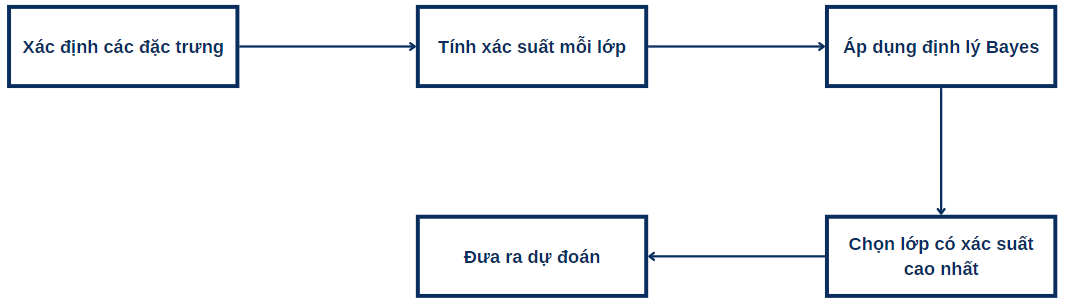 Xác định các đặc trưng
Tính xác suất mỗi lớp
Áp dụng định lý Bayes
Chọn lớp có xác suất
cao nhất
Đưa ra dự đoán